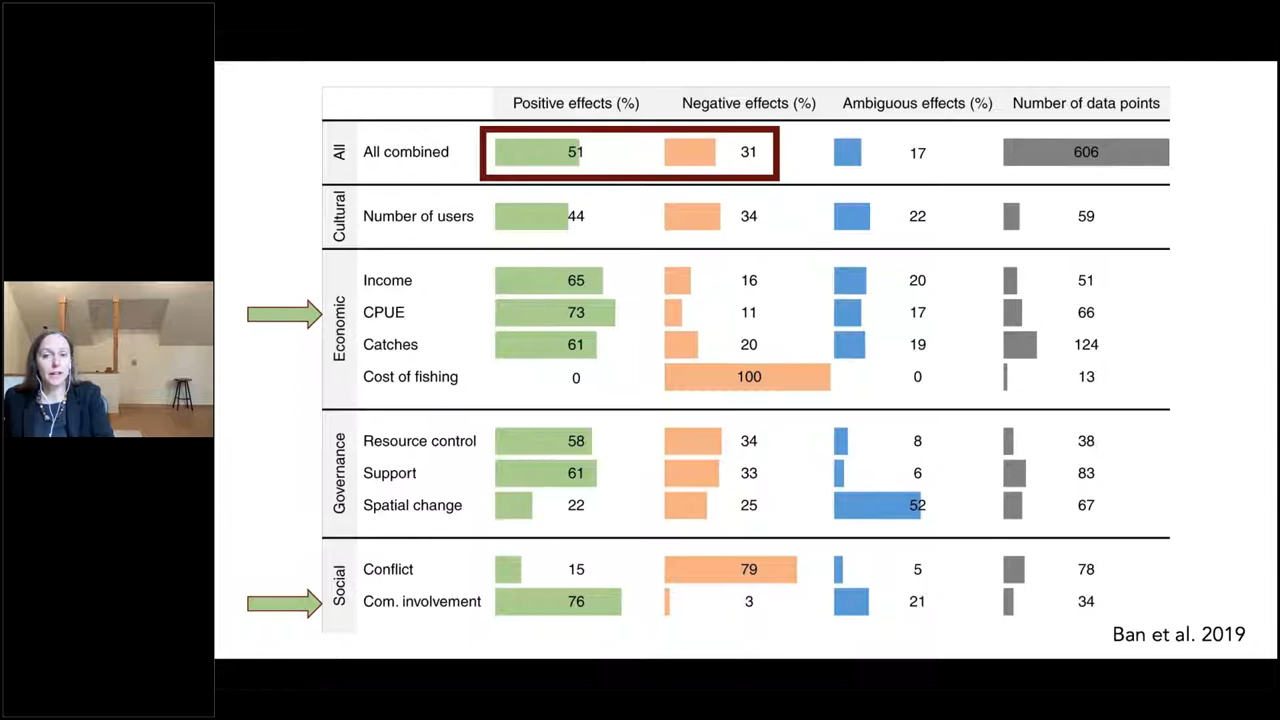 Positive effects (%) Negative effects (%) Ambiguous effects (%) Number of data points
All All combined 51 31 17 606
Cultural Number of users 44 34 22 59
Economic
Income 65 16 20 51
CPUE 73 11 17 66
Catches 61 20 19 124
Cost of fishing 0 100 0 13
Governance
Resource control 58 34 8 38
Support 61 33 6 83
Spatial change 22 25 52 67
Social
Conflict 15 79 5 78
Com. involvement 76 3 21 34
Ban et al. 2019